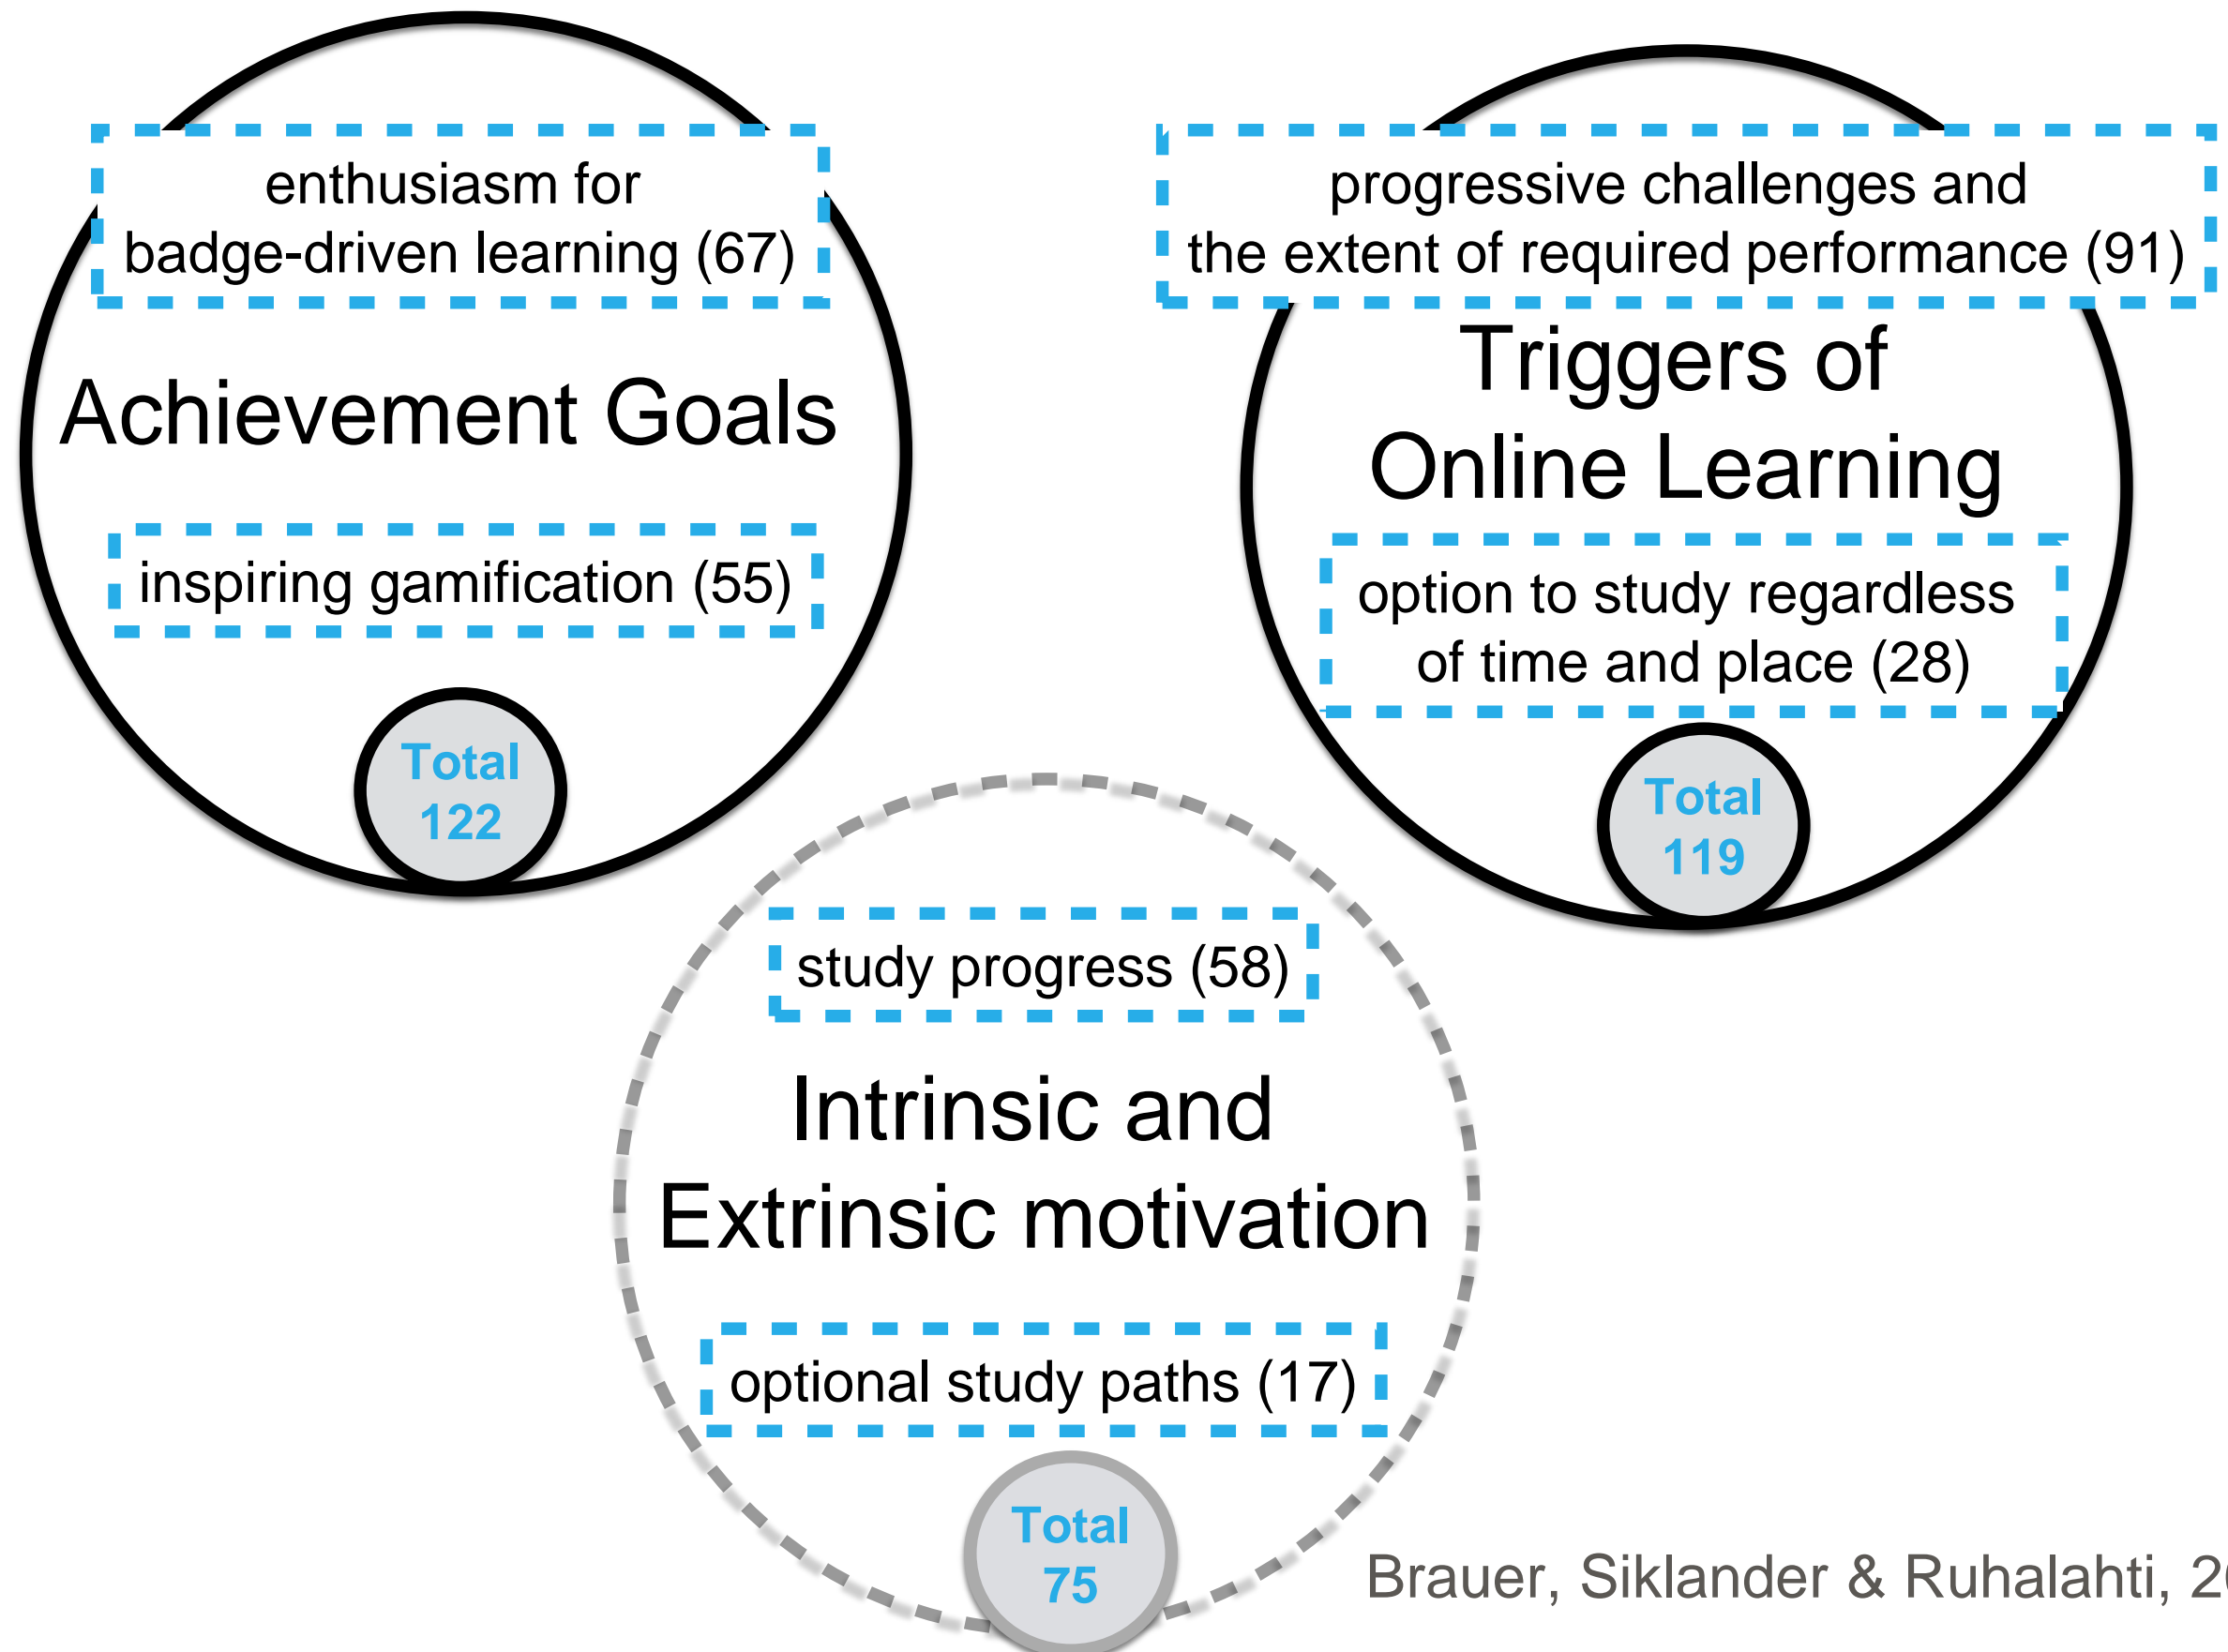 enthusiasm for
badge-driven learning (67)
Achievement Goals
inspiring gamification (55)
Total
122
progressive challenges and
the extent of required performance (91)
Triggers of
Online Learning
option to study regardless
of time and place (28)
Total
119
study progress (58)
Intrinsic and
Extrinsic motivation
optional study paths (17)
Total
75
Brauer, Siklander & Ruhalahti,